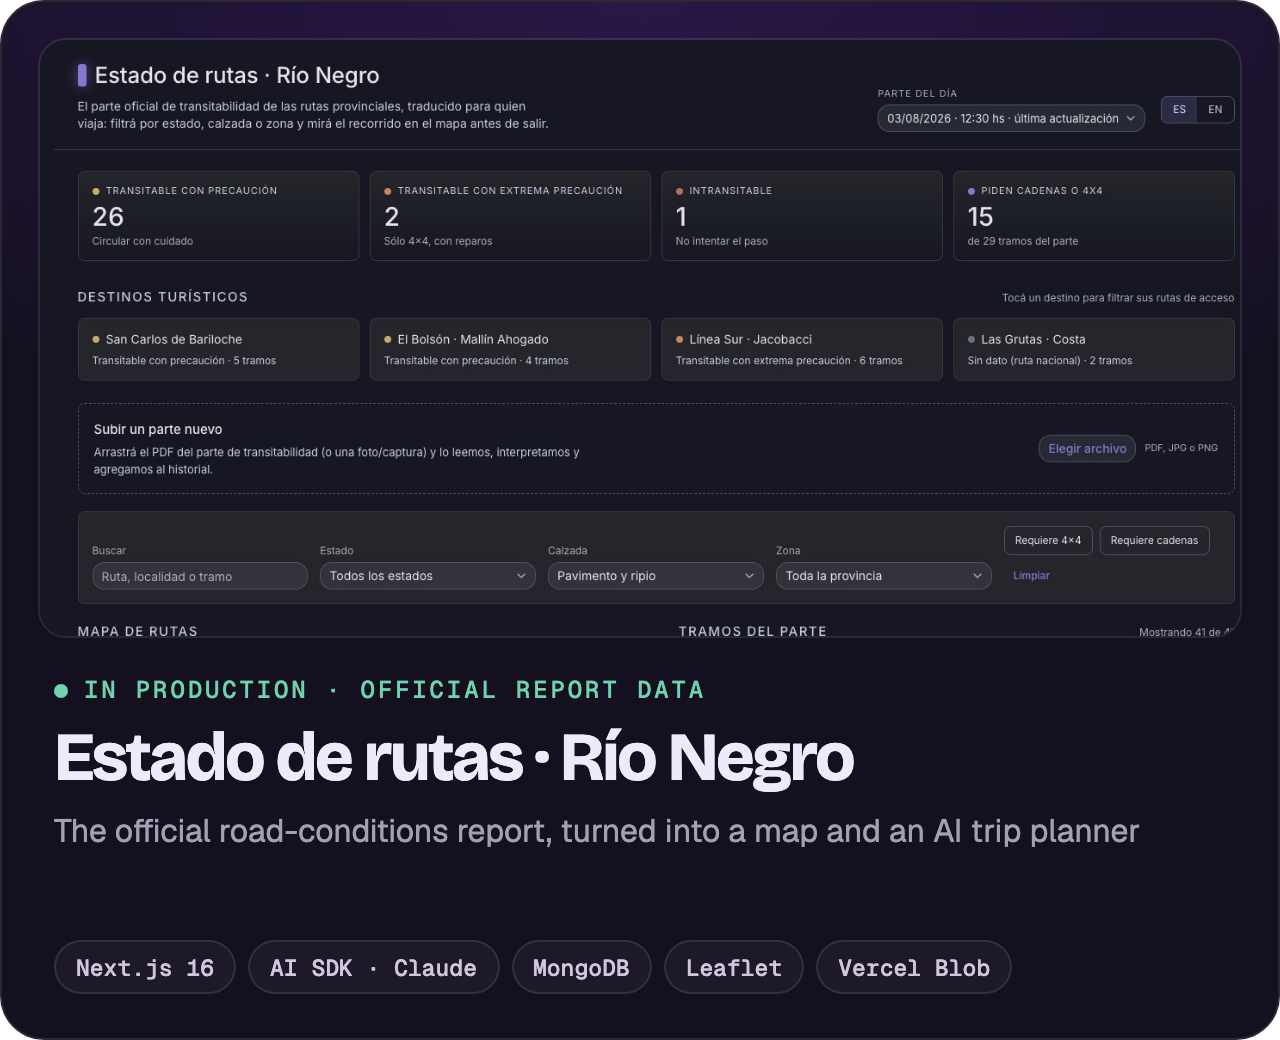 Estado de rutas · Río Negro
El parte oficial de transitabilidad de las rutas provinciales, traducido para quien
viaja: filtrá por estado, calzada o zona y mirá el recorrido en el mapa antes de salir.
PARTE DEL DÍA
03/08/2026 · 12:30 hs · última actualización
ES EN
TRANSITABLE CON PRECAUCIÓN
26
Circular con cuidado
TRANSITABLE CON EXTREMA PRECAUCIÓN
2
Sólo 4×4, con reparos
INTRANSITABLE
1
No intentar el paso
PIDEN CADENAS O 4X4
15
de 29 tramos del parte
DESTINOS TURÍSTICOS
Tocá un destino para filtrar sus rutas de acceso
San Carlos de Bariloche
Transitable con precaución · 5 tramos
El Bolsón · Mallín Ahogado
Transitable con precaución · 4 tramos
Línea Sur · Jacobacci
Transitable con extrema precaución · 6 tramos
Las Grutas · Costa
Sin dato (ruta nacional) · 2 tramos
Subir un parte nuevo
Arrastrá el PDF del parte de transitabilidad (o una foto/captura) y lo leemos, interpretamos y
agregamos al historial.
Elegir archivo
PDF, JPG o PNG
Buscar
Ruta, localidad o tramo
Estado
Todos los estados
Calzada
Pavimento y ripio
Zona
Toda la provincia
Requiere 4×4
Requiere cadenas
Limpiar
MAPA DE RUTAS
TRAMOS DEL PARTE
Mostrando 41 de
IN PRODUCTION · OFFICIAL REPORT DATA
Estado de rutas · Río Negro
The official road-conditions report, turned into a map and an AI trip planner
Next.js 16
AI SDK · Claude
MongoDB
Leaflet
Vercel Blob